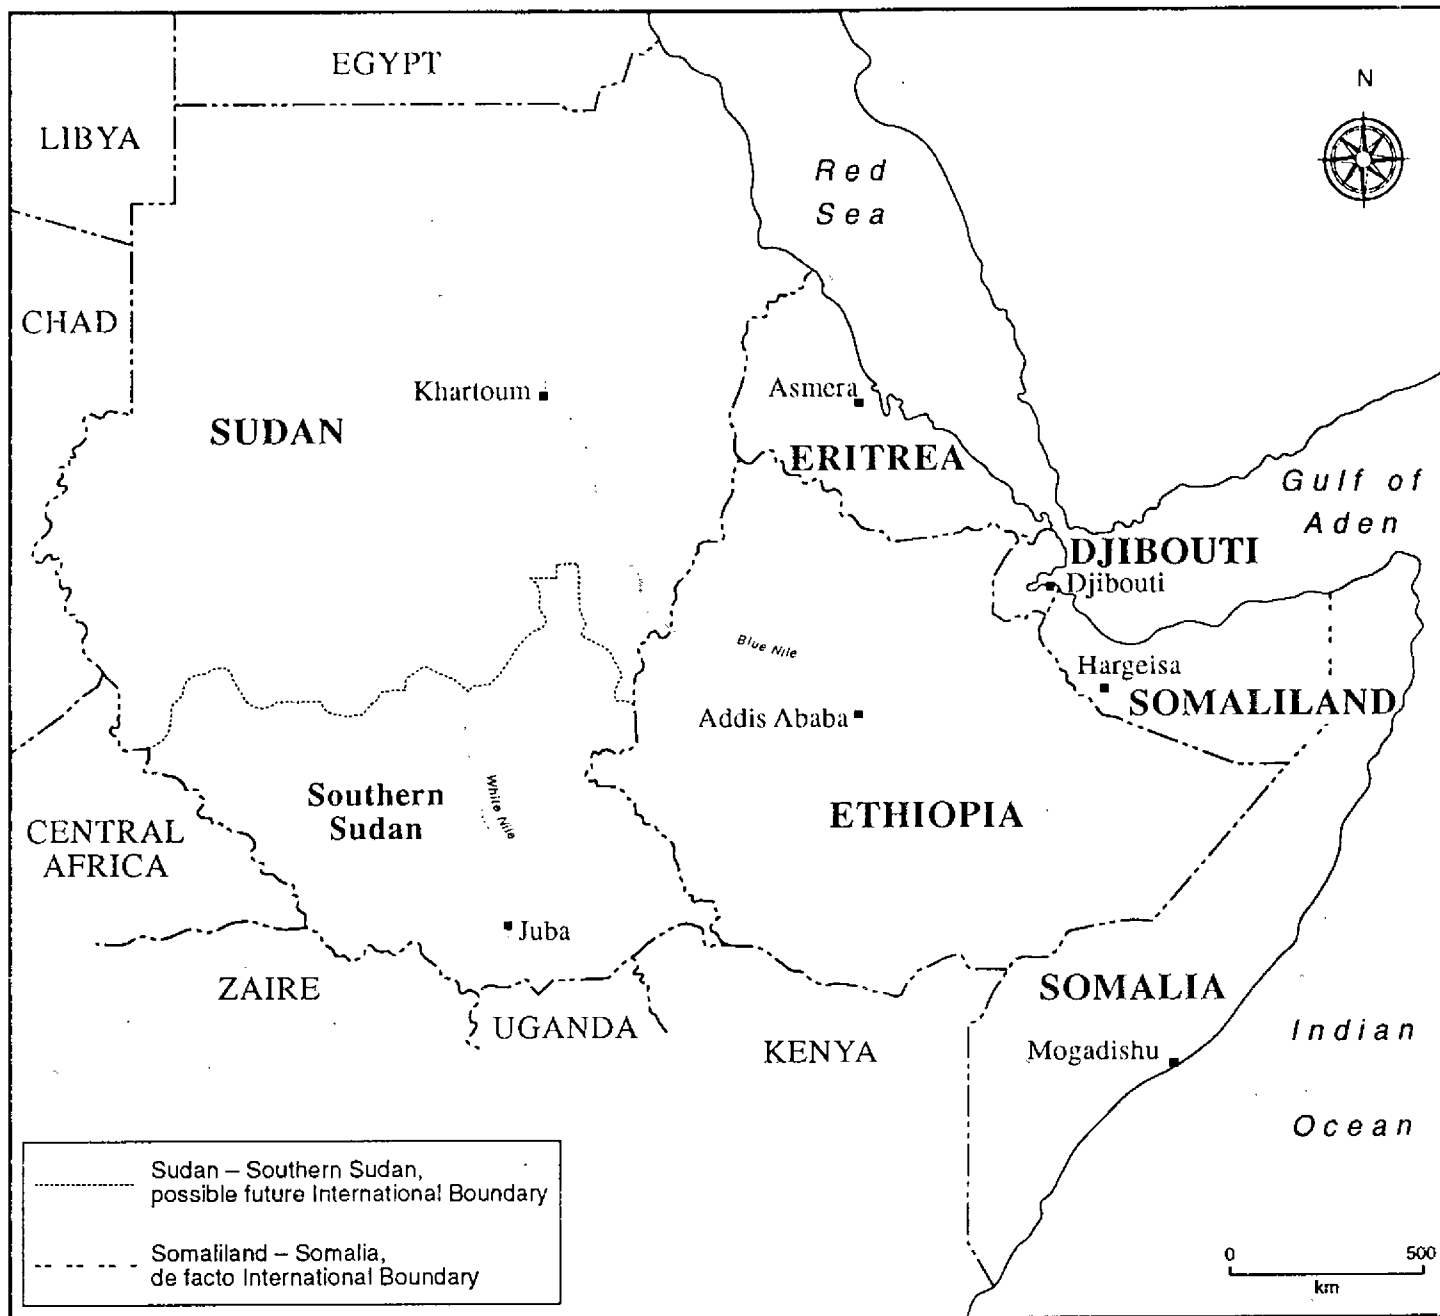 EGYPT
N
LIBYA
Red
Sea
CHAD
Khartoum
Asmera
SUDAN
ERITREA
Gulf of
Aden
DJIBOUTI
Djibouti
Blue Nile
Hargeisa
SOMALILAND
Addis Ababa
Southern
Sudan
White Nile
ETHIOPIA
CENTRAL
AFRICA
Juba
ZAIRE
SOMALIA
UGANDA
KENYA
Mogadishu
Indian
Ocean
Sudan – Southern Sudan,
possible future International Boundary
Somaliland – Somalia,
de facto International Boundary
0 500
km